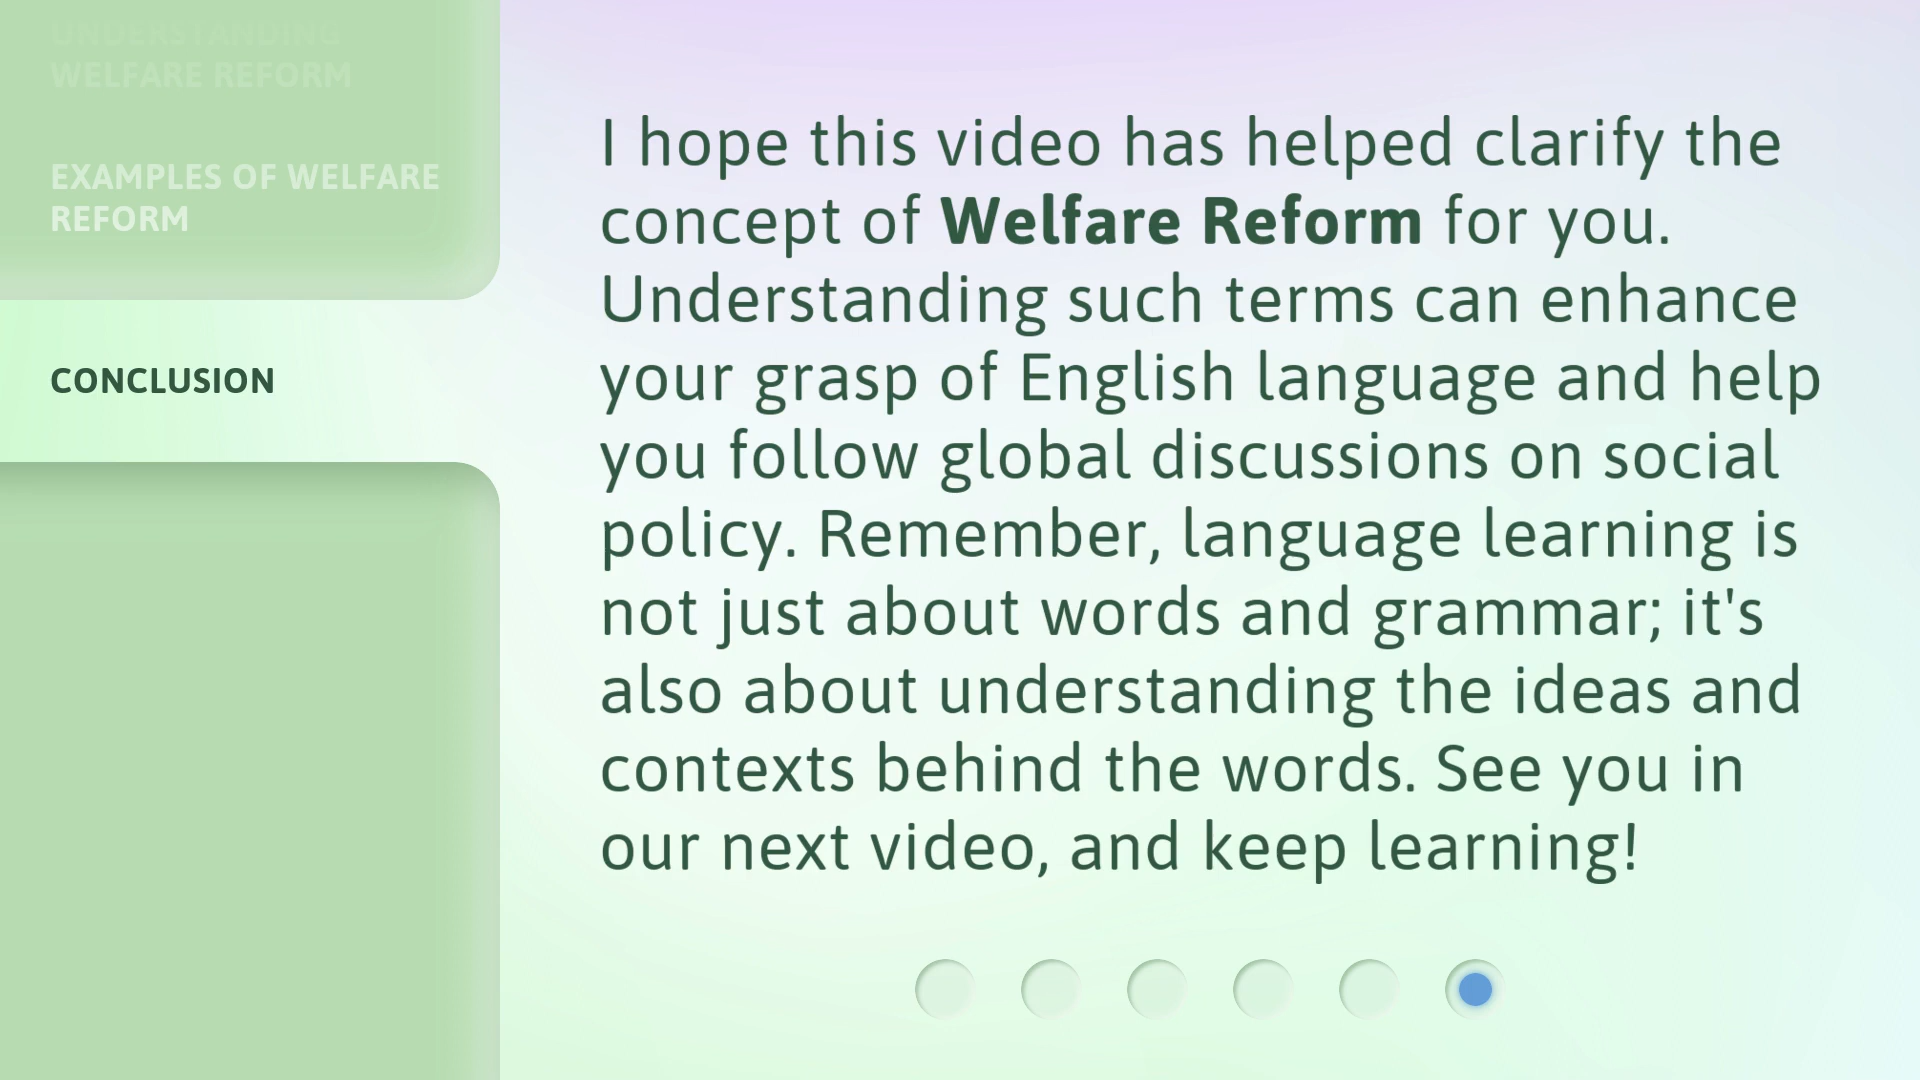 UNDERSTANDING
WELFARE REFORM
EXAMPLES OF WELFARE
REFORM
CONCLUSION
I hope this video has helped clarify the
concept of Welfare Reform for you.
Understanding such terms can enhance
your grasp of English language and help
you follow global discussions on social
policy. Remember, language learning is
not just about words and grammar; it's
also about understanding the ideas and
contexts behind the words. See you in
our next video, and keep learning!